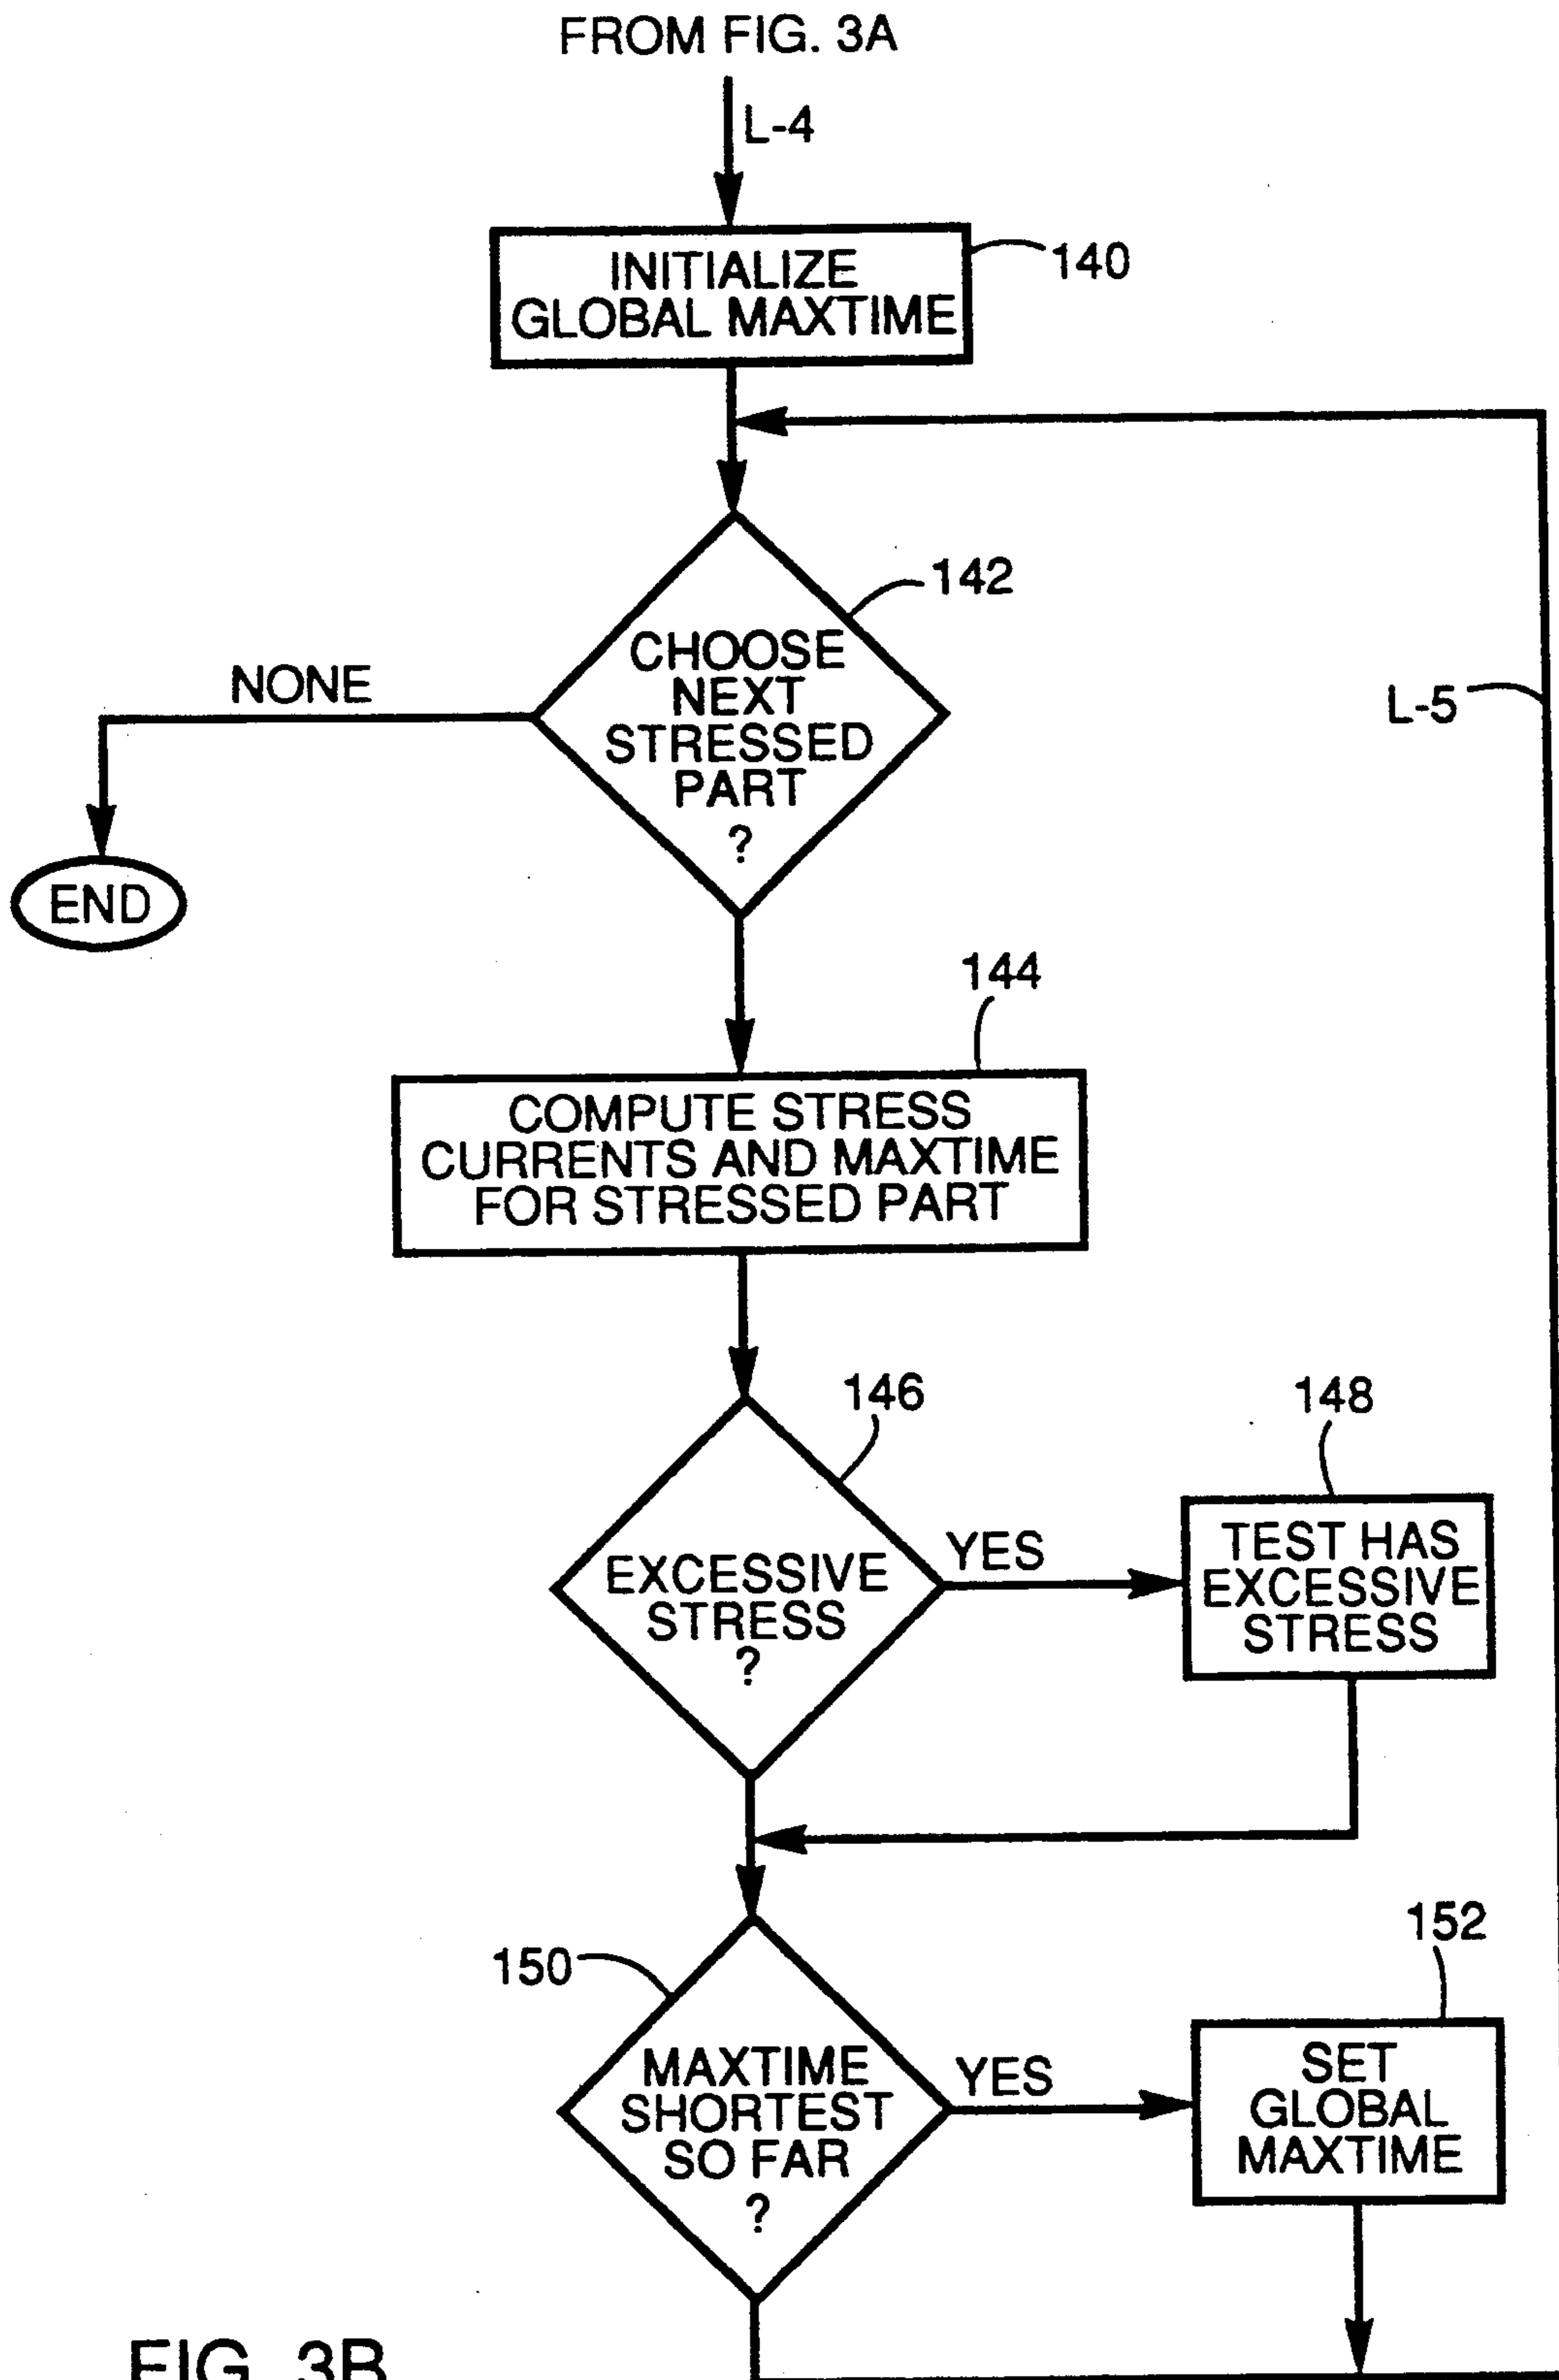 FROM FIG. 3A
L-4
INITIALIZE
GLOBAL MAXTIME
140
142
CHOOSE
NEXT
STRESSED
PART
?
NONE
L-5
END
144
COMPUTE STRESS
CURRENTS AND MAXTIME
FOR STRESSED PART
146
148
EXCESSIVE
STRESS
?
YES
TEST HAS
EXCESSIVE
STRESS
150
152
MAXTIME
SHORTEST
SO FAR
?
YES
SET
GLOBAL
MAXTIME
FIG. 3B